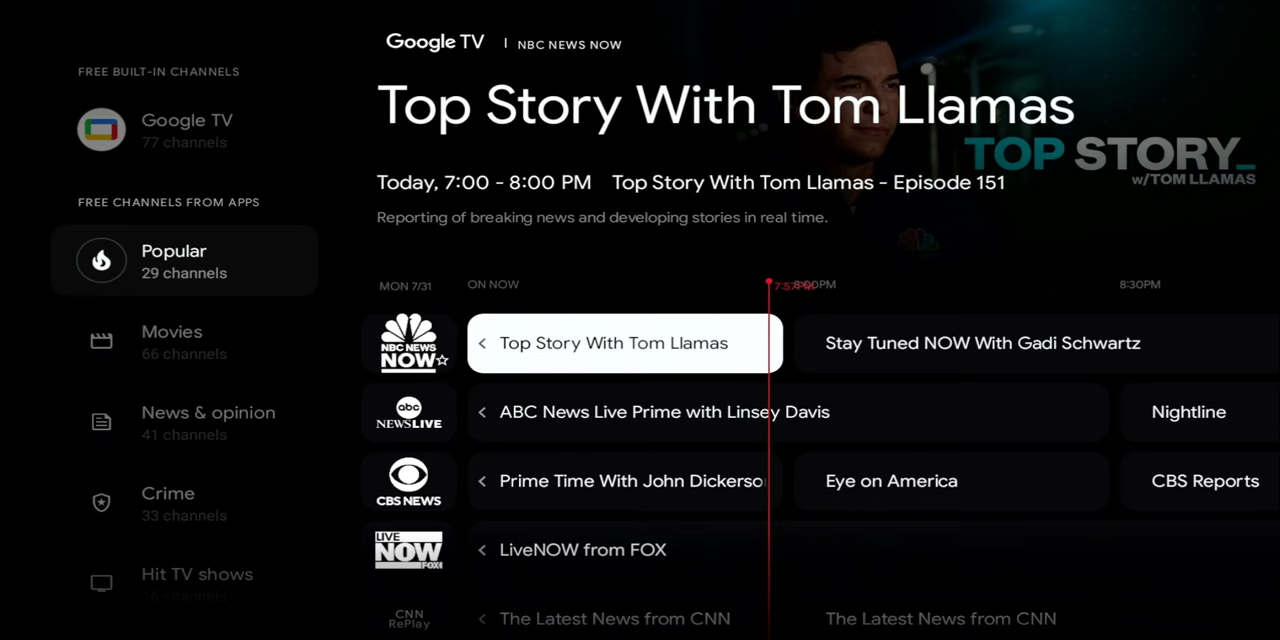 FREE BUILT-IN CHANNELS
Google TV
77 channels
FREE CHANNELS FROM APPS
Popular
29 channels
Movies
66 channels
News & opinion
41 channels
Crime
33 channels
Hit TV shows
16 channels
Google TV | NBC NEWS NOW
Top Story With Tom Llamas
TOP STORY_
w/TOM LLAMAS
Today, 7:00 - 8:00 PM Top Story With Tom Llamas - Episode 151
Reporting of breaking news and developing stories in real time.
MON 7/31 ON NOW 7:57PM 8:00PM 8:30PM
NBC NEWS
NOW
Top Story With Tom Llamas Stay Tuned NOW With Gadi Schwartz
abc
NEWSLIVE
ABC News Live Prime with Linsey Davis Nightline
CBS NEWS
Prime Time With John Dickerso Eye on America CBS Reports
LIVE
NOW
FOX
LiveNOW from FOX
CNN
RePlay
The Latest News from CNN The Latest News from CNN